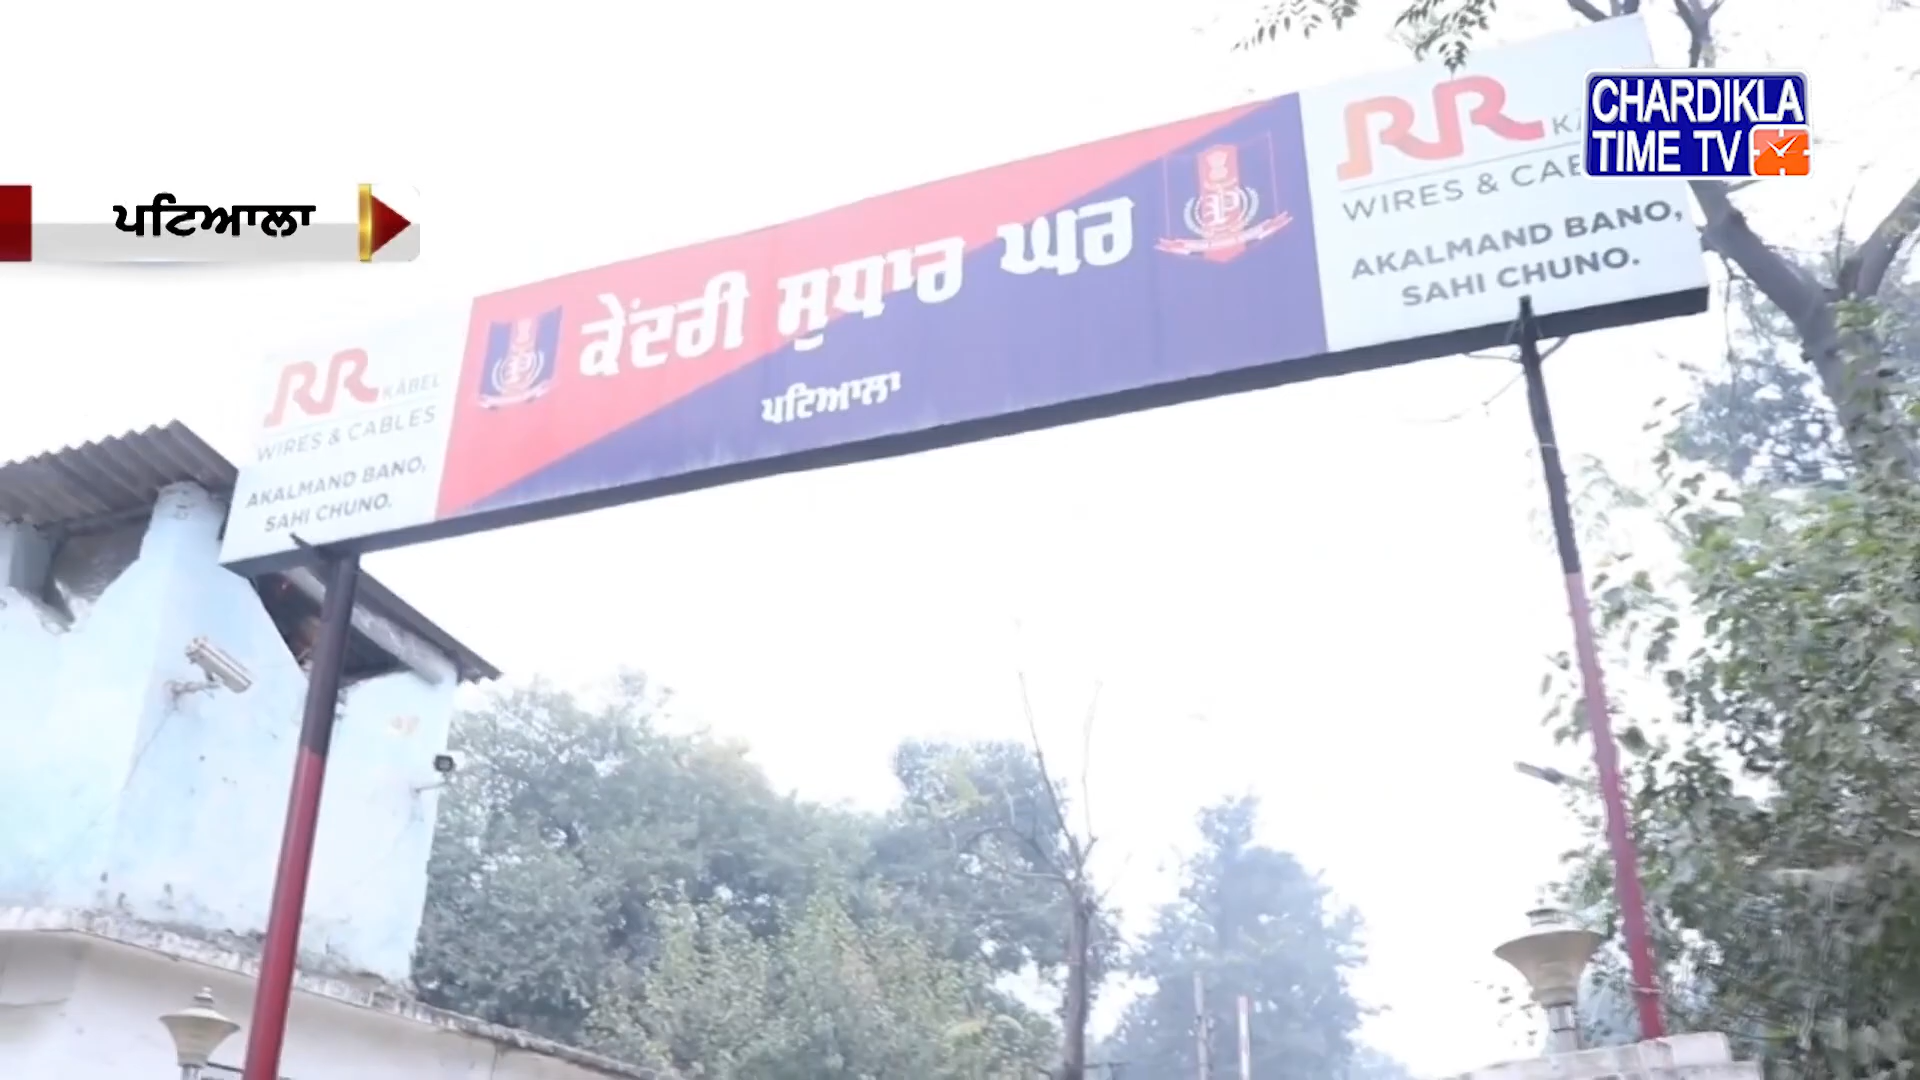 CHARDIKLA
TIME TV
ਪਟਿਆਲਾ
RR KABEL
WIRES & CABLES
AKALMAND BANO,
SAHI CHUNO.
ਕੇਂਦਰੀ ਸੁਧਾਰ ਘਰ
ਪਟਿਆਲਾ
RR
WIRES &
AKALMAND BANO,
SAHI CHUNO.